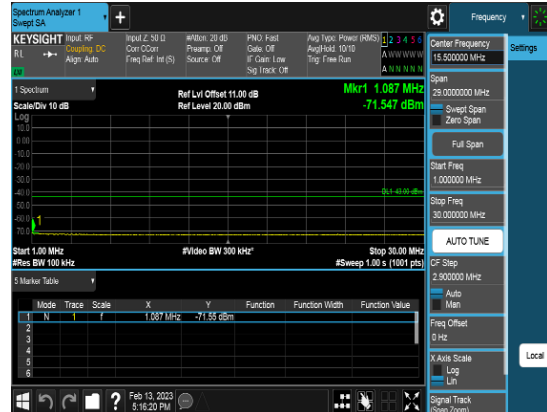 Spectrum Analyzer 1
Swept SA
Frequency
KEYSIGHT
Input: RF
Input Z: 50 Ω
#Atten: 20 dB
PNO: Fast
Avg Type: Power (RMS)
1 2 3 4 5 6
RL
Coupling: DC
Corr CCorr
Preamp: Off
Gate: Off
Avg|Hold: 10/10
A W W W W W
Align: Auto
Freq Ref: Int (S)
Source: Off
IF Gain: Low
Trig: Free Run
Sig Track: Off
A N N N N N
1 Spectrum
Ref Lvl Offset 11.00 dB
Mkr1 1.087 MHz
Scale/Div 10 dB
Ref Level 20.00 dBm
-71.547 dBm
Log
10.0
0.00
-10.0
-20.0
-30.0
-40.0
DL1 -43.00 dBm
-50.0
-60.0
1
-70.0
Start 1.00 MHz
#Video BW 300 kHz*
Stop 30.00 MHz
#Res BW 100 kHz
#Sweep 1.00 s (1001 pts)
5 Marker Table
Mode Trace Scale X Y Function Function Width Function Value
1 N 1 f 1.087 MHz -71.55 dBm
2
3
4
5
6
Feb 13, 2023
5:16:20 PM
Center Frequency
15.500000 MHz
Settings
Span
29.0000000 MHz
Swept Span
Zero Span
Full Span
Start Freq
1.000000 MHz
Stop Freq
30.000000 MHz
AUTO TUNE
CF Step
2.900000 MHz
Auto
Man
Freq Offset
0 Hz
X Axis Scale
Log
Lin
Local
Signal Track
(Span Zoom)